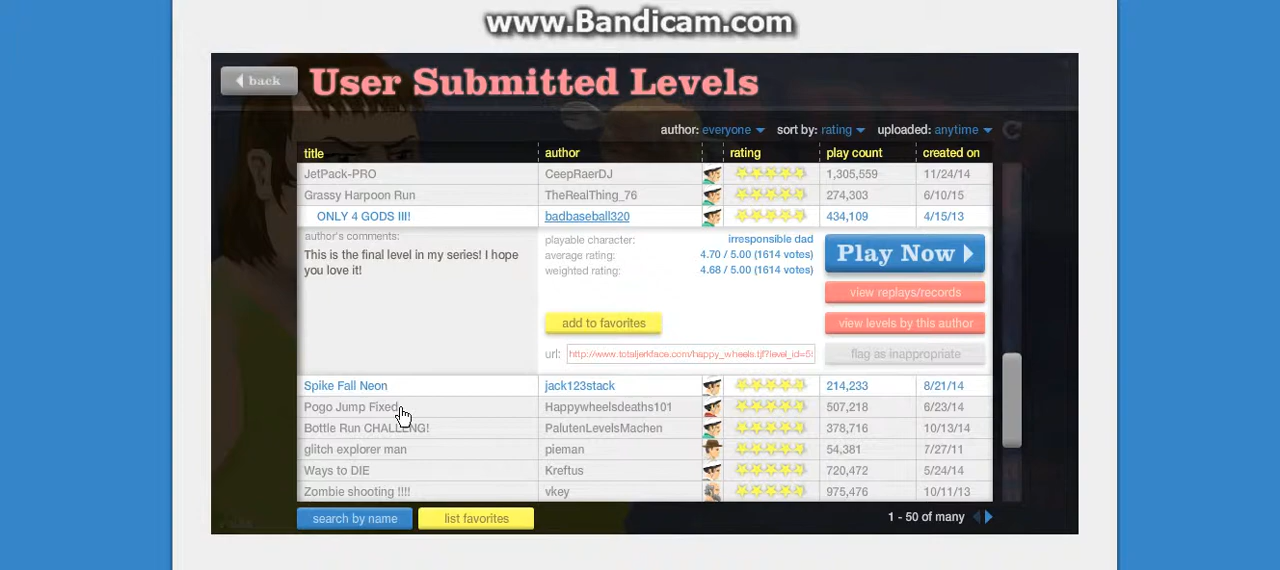 www.Bandicam.com
back
User Submitted Levels
author: everyone sort by: rating uploaded: anytime
title author rating play count created on
JetPack-PRO CeepRaerDJ 1,305,559 11/24/14
Grassy Harpoon Run TheRealThing_76 274,303 6/10/15
ONLY 4 GODS III! badbaseball320 434,109 4/15/13
author's comments:
This is the final level in my series! I hope
you love it!
playable character: irresponsible dad
average rating: 4.70 / 5.00 (1614 votes)
weighted rating: 4.68 / 5.00 (1614 votes)
Play Now
view replays/records
add to favorites
view levels by this author
url: http://www.totaljerkface.com/happy_wheels.tjf?level_id=5
flag as inappropriate
Spike Fall Neon jack123stack 214,233 8/21/14
Pogo Jump Fixed Happywheelsdeaths101 507,218 6/23/14
Bottle Run CHALLENG! PalutenLevelsMachen 378,716 10/13/14
glitch explorer man pieman 54,381 7/27/11
Ways to DIE Kreftus 720,472 5/24/14
Zombie shooting !!!! vkey 975,476 10/11/13
search by name list favorites 1 - 50 of many